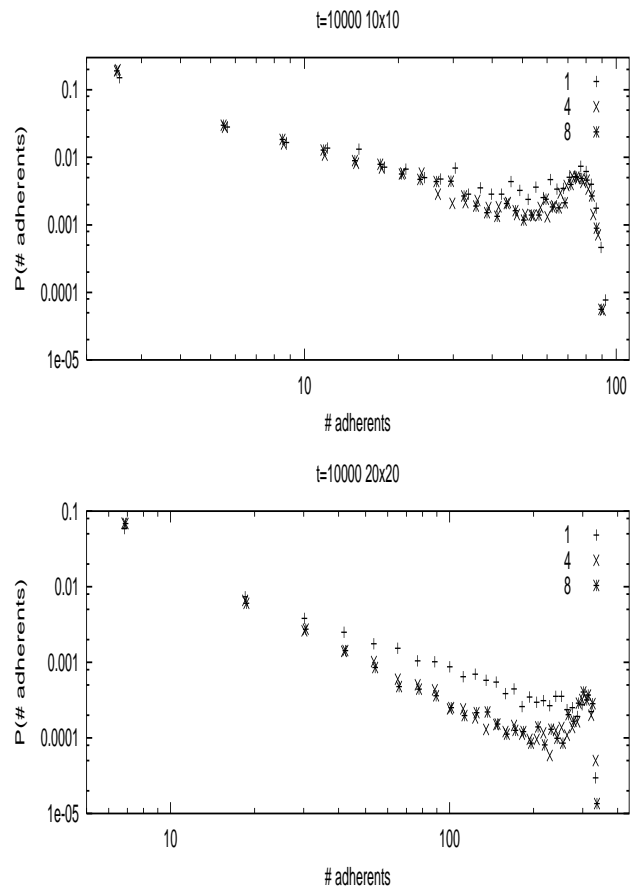 t=10000 10x10
P(# adherents)
0.1
0.01
0.001
0.0001
1e-05
10
100
# adherents
1
4
8
t=10000 20x20
P(# adherents)
0.1
0.01
0.001
0.0001
1e-05
10
100
# adherents
1
4
8